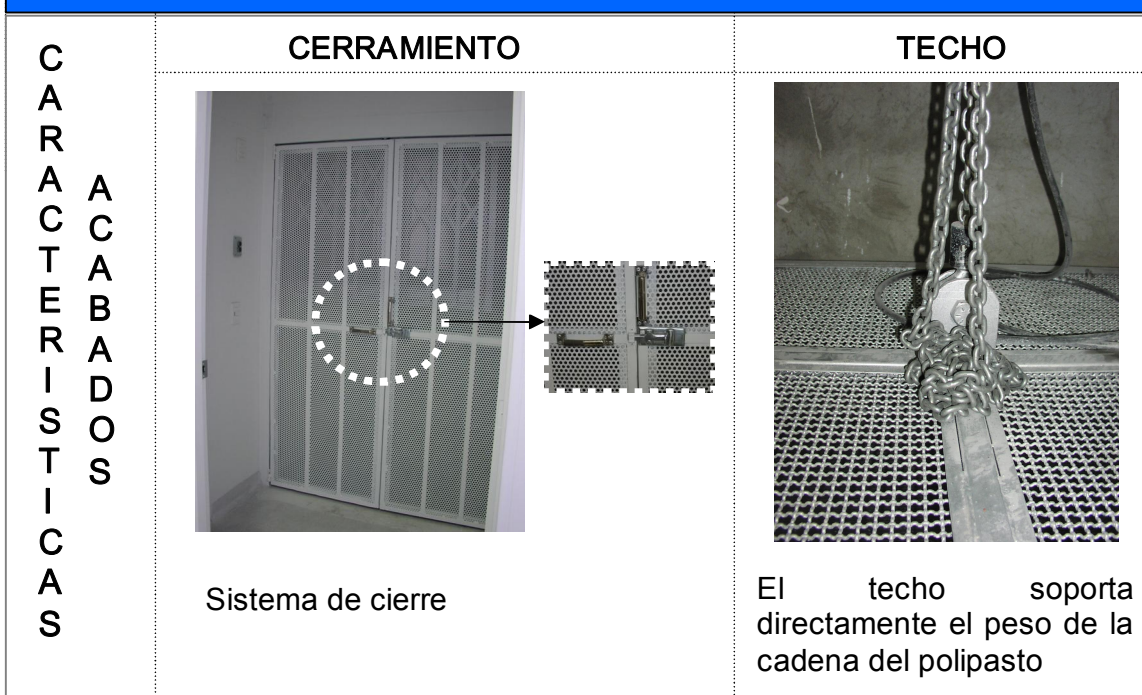 CARACTERISTICAS
ACABADOS
CERRAMIENTO
TECHO
Sistema de cierre
El techo soporta
directamente el peso de la
cadena del polipasto